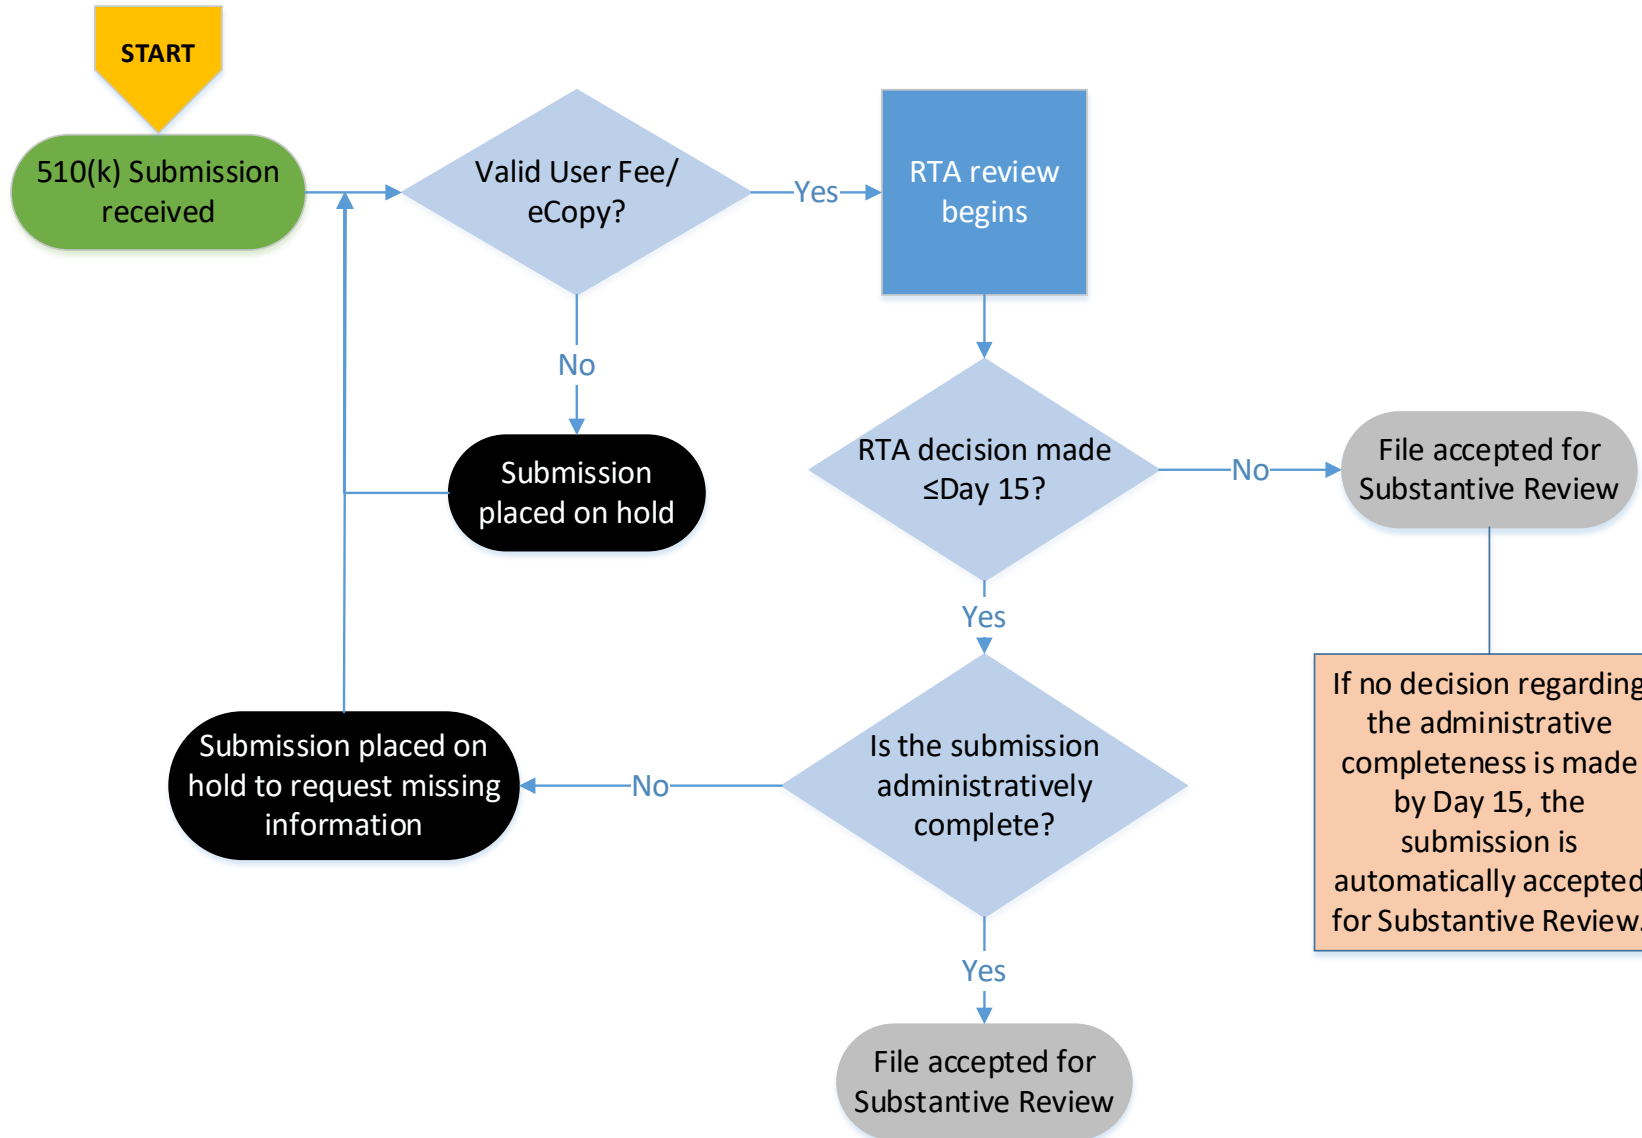 START
510(k) Submission
received
Valid User Fee/
eCopy?
Yes
RTA review
begins
No
Submission
placed on hold
RTA decision made
≤Day 15?
No
File accepted for
Substantive Review
Yes
If no decision regarding
the administrative
completeness is made
by Day 15, the
submission is
automatically accepted
for Substantive Review.
Is the submission
administratively
complete?
No
Submission placed on
hold to request missing
information
Yes
File accepted for
Substantive Review